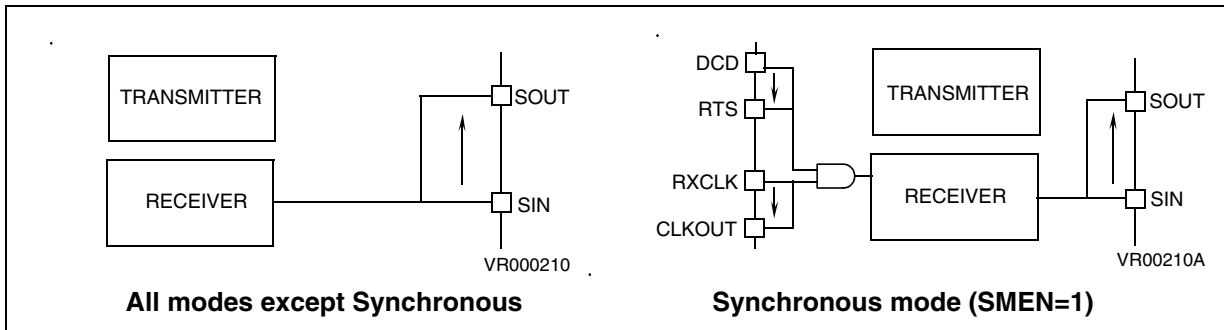 TRANSMITTER
SOUT
RECEIVER
SIN
VR000210
All modes except Synchronous
DCD
TRANSMITTER
SOUT
RTS
RXCLK
RECEIVER
SIN
CLKOUT
VR00210A
Synchronous mode (SMEN=1)